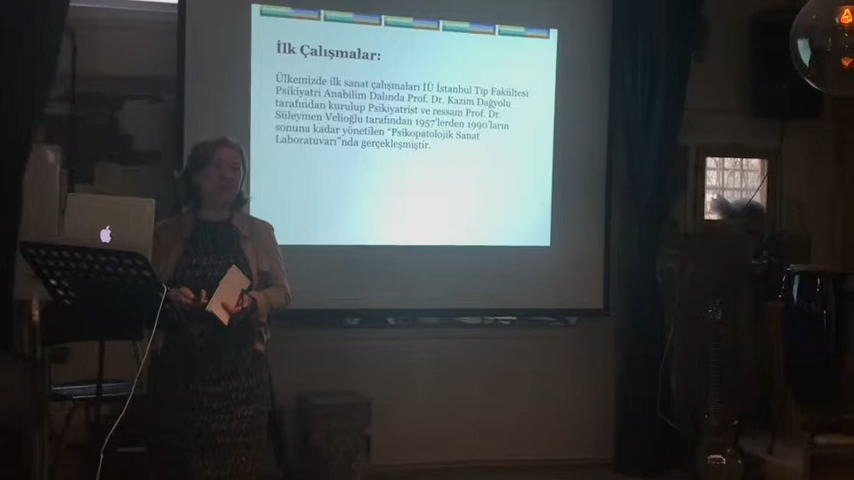 İlk Çalışmalar:
Ülkemizde ilk sanat çalışmaları IÜ İstanbul Tıp Fakültesi
Psikiyatri Anabilim Dalında Prof. Dr. Kazım Dağyolu
tarafından kurulup Psikiyatrist ve ressam Prof. Dr.
Süleymen Velioğlu tarafından 1957'lerden 1990'ların
sonuna kadar yönetilen “Psikopatolojik Sanat
Laboratuvarı”nda gerçekleşmiştir.